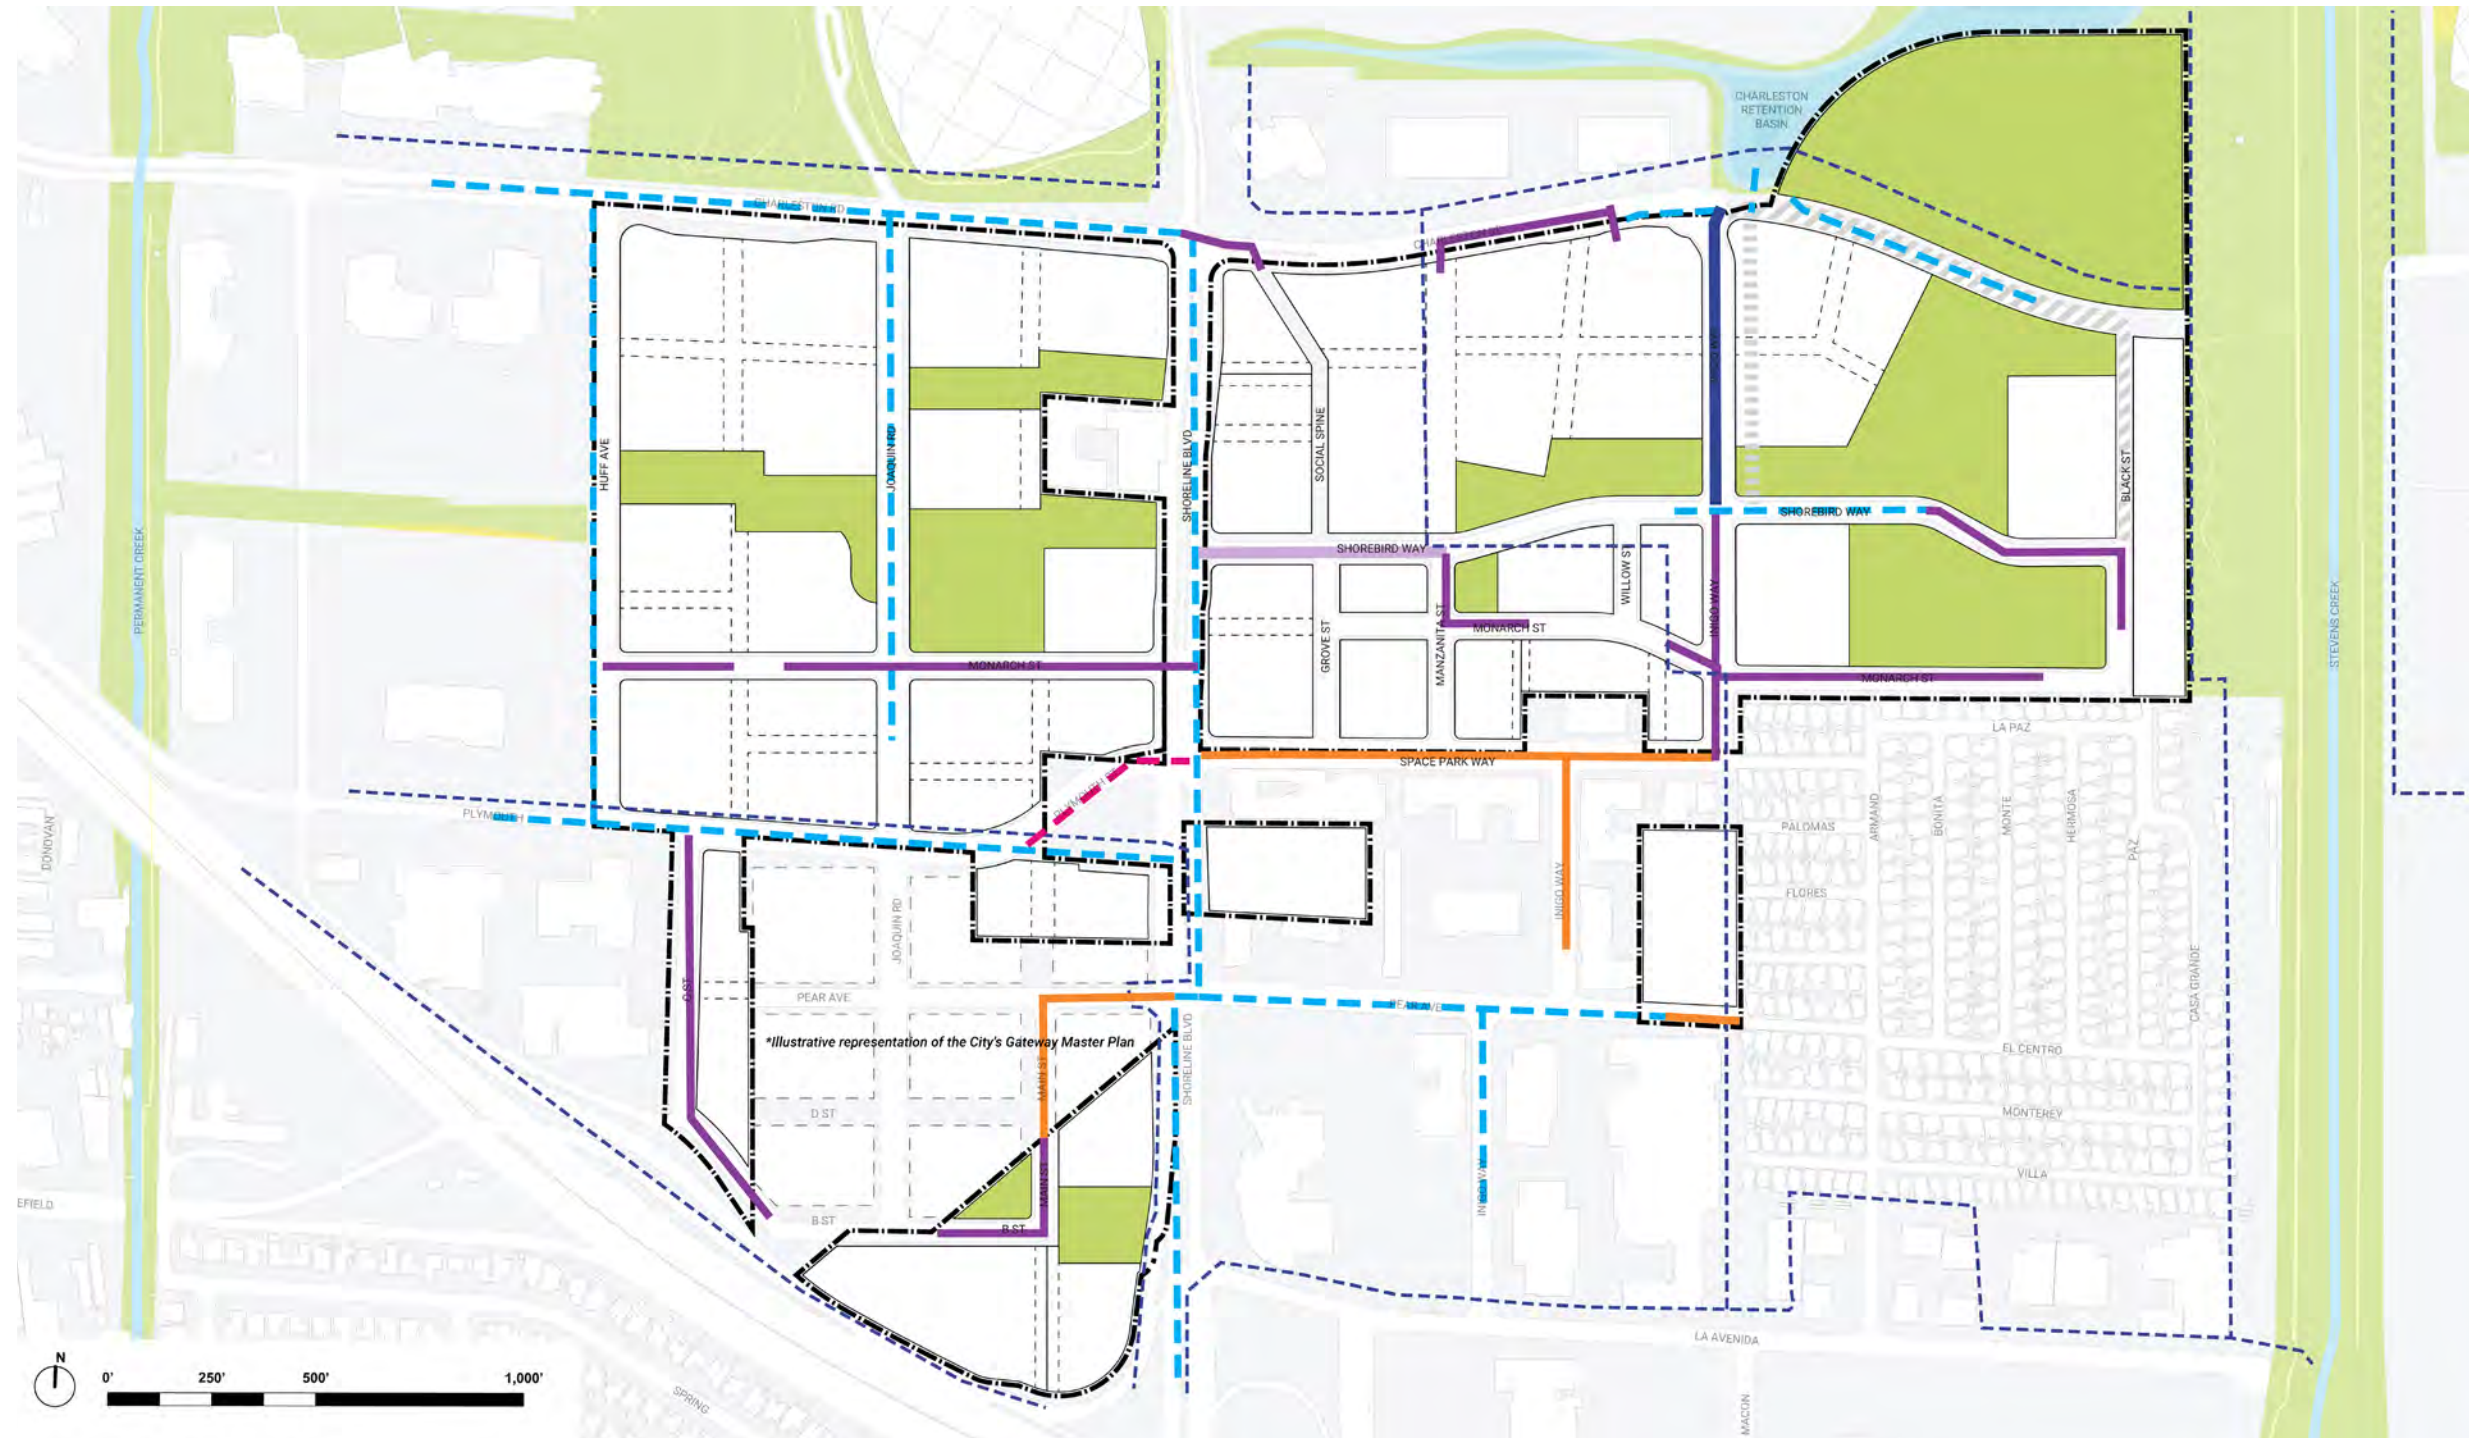 CHARLESTON
RETENTION
BASIN
CHARLESTON RD
CHARLESTON RD
INIGO WAY
HUFF AVE
JOAQUIN RD
SHORELINE BLVD
SOCIAL SPINE
BLACK ST
SHOREBIRD WAY
SHOREBIRD WAY
PERMANENT CREEK
STEVENS CREEK
WILLOW ST
INIGO WAY
GROVE ST
MANZANITA ST
MONARCH ST
MONARCH ST
MONARCH ST
LA PAZ
SPACE PARK WAY
PLYMOUTH ST
PLYMOUTH
DONOVAN
PALOMAS
ARMAND
BONITA
MONTE
HERMOSA
PAZ
FLORES
INIGO WAY
JOAQUIN RD
CASA GRANDE
C ST
PEAR AVE
PEAR AVE
*Illustrative representation of the City's Gateway Master Plan
SHORELINE BLVD
MAIN ST
EL CENTRO
D ST
MONTEREY
MAIN ST
INIGO WAY
VILLA
EFIELD
B ST
B ST
LA AVENIDA
N
0' 250' 500' 1,000'
SPRING
MACON